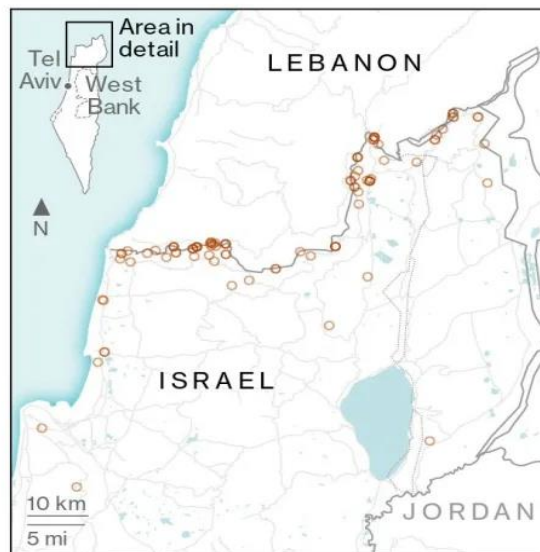 Area in
detail
Tel
Aviv
West
Bank
N
LEBANON
ISRAEL
10 km
5 mi
JORDAN